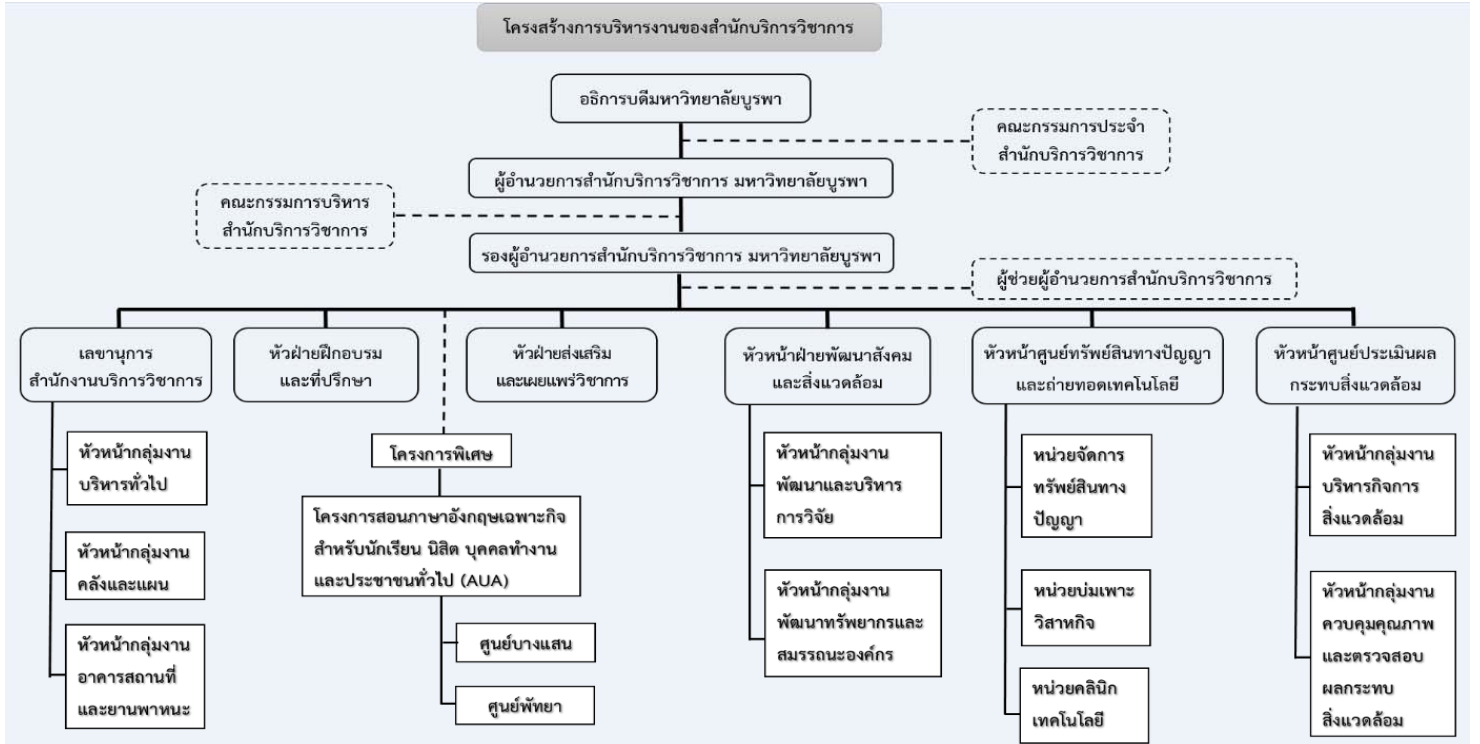 โครงสร้างการบริหารงานของสำนักบริการวิชาการ
อธิการบดีมหาวิทยาลัยบูรพา
คณะกรรมการประจำ
สำนักบริการวิชาการ
ผู้อำนวยการสำนักบริการวิชาการ มหาวิทยาลัยบูรพา
คณะกรรมการบริหาร
สำนักบริการวิชาการ
รองผู้อำนวยการสำนักบริการวิชาการ มหาวิทยาลัยบูรพา
ผู้ช่วยผู้อำนวยการสำนักบริการวิชาการ
เลขานุการ
สำนักงานบริการวิชาการ
หัวฝ่ายฝึกอบรม
และที่ปรึกษา
หัวฝ่ายส่งเสริม
และเผยแพร่วิชาการ
หัวหน้าฝ่ายพัฒนาสังคม
และสิ่งแวดล้อม
หัวหน้าศูนย์ทรัพย์สินทางปัญญา
และถ่ายทอดเทคโนโลยี
หัวหน้าศูนย์ประเมินผล
กระทบสิ่งแวดล้อม
หัวหน้ากลุ่มงาน
บริหารทั่วไป
หัวหน้ากลุ่มงาน
คลังและแผน
หัวหน้ากลุ่มงาน
อาคารสถานที่
และยานพาหนะ
โครงการพิเศษ
โครงการสอนภาษาอังกฤษเฉพาะกิจ
สำหรับนักเรียน นิสิต บุคคลทำงาน
และประชาชนทั่วไป (AUA)
ศูนย์บางแสน
ศูนย์พัทยา
หัวหน้ากลุ่มงาน
พัฒนาและบริหาร
การวิจัย
หัวหน้ากลุ่มงาน
พัฒนาทรัพยากรและ
สมรรถนะองค์กร
หน่วยจัดการ
ทรัพย์สินทาง
ปัญญา
หน่วยบ่มเพาะ
วิสาหกิจ
หน่วยคลินิก
เทคโนโลยี
หัวหน้ากลุ่มงาน
บริหารกิจการ
สิ่งแวดล้อม
หัวหน้ากลุ่มงาน
ควบคุมคุณภาพ
และตรวจสอบ
ผลกระทบ
สิ่งแวดล้อม